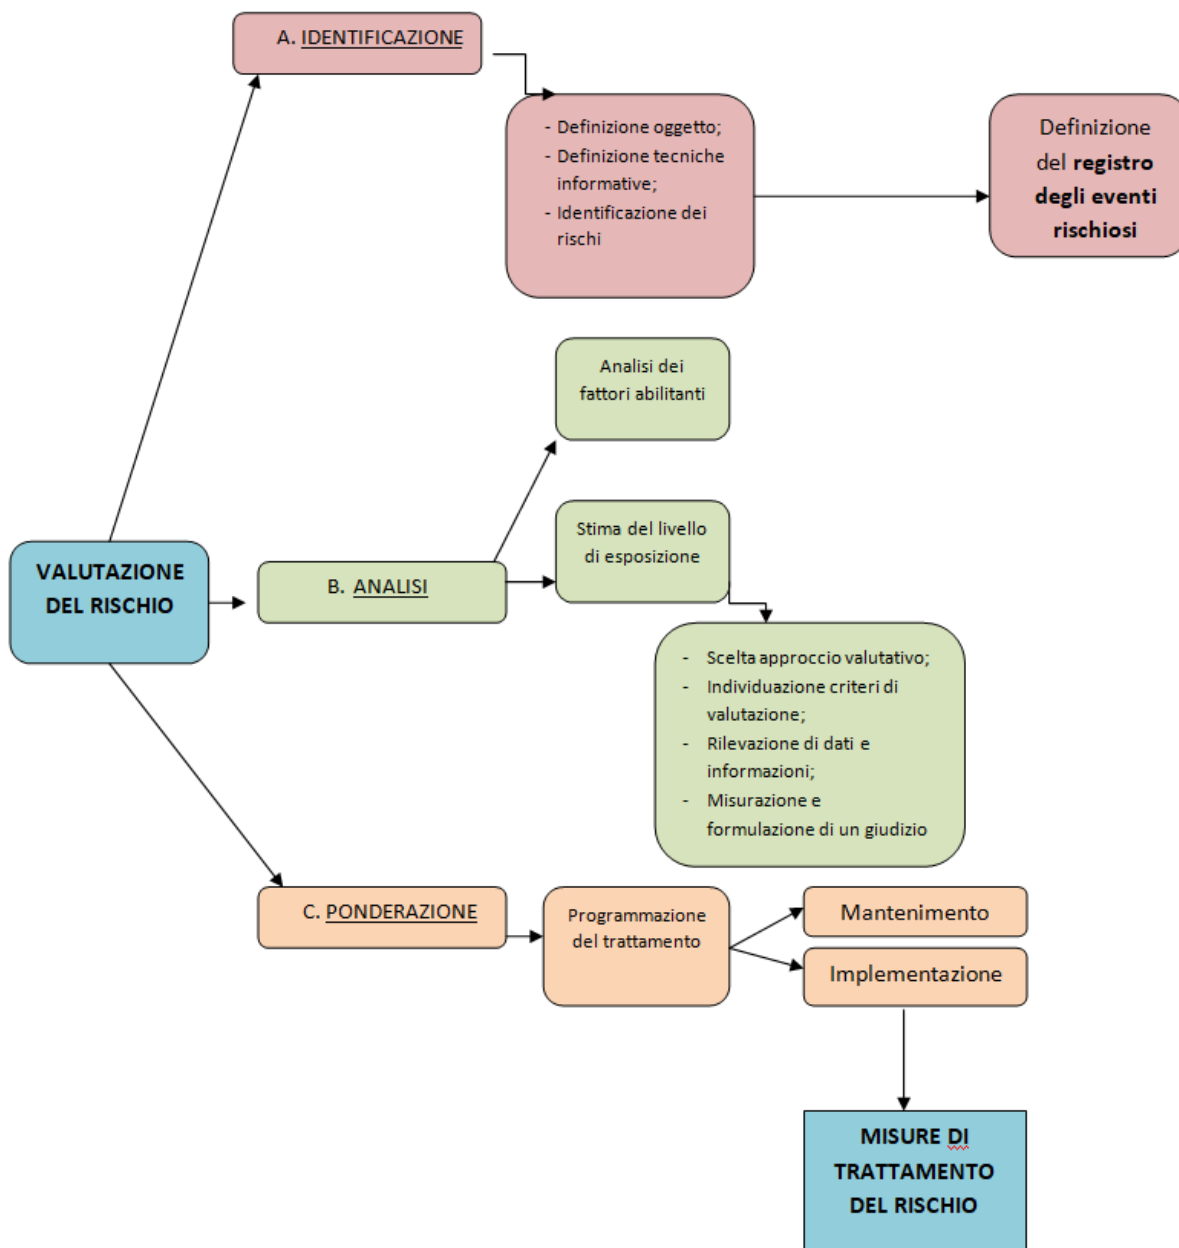 A. IDENTIFICAZIONE
- Definizione oggetto;
- Definizione tecniche
informative;
- Identificazione dei
rischi
Definizione
del registro
degli eventi
rischiosi
Analisi dei
fattori abilitanti
Stima del livello
di esposizione
VALUTAZIONE
DEL RISCHIO
B. ANALISI
- Scelta approccio valutativo;
- Individuazione criteri di
valutazione;
- Rilevazione di dati e
informazioni;
- Misurazione e
formulazione di un giudizio
C. PONDERAZIONE
Programmazione
del trattamento
Mantenimento
Implementazione
MISURE DI
TRATTAMENTO
DEL RISCHIO